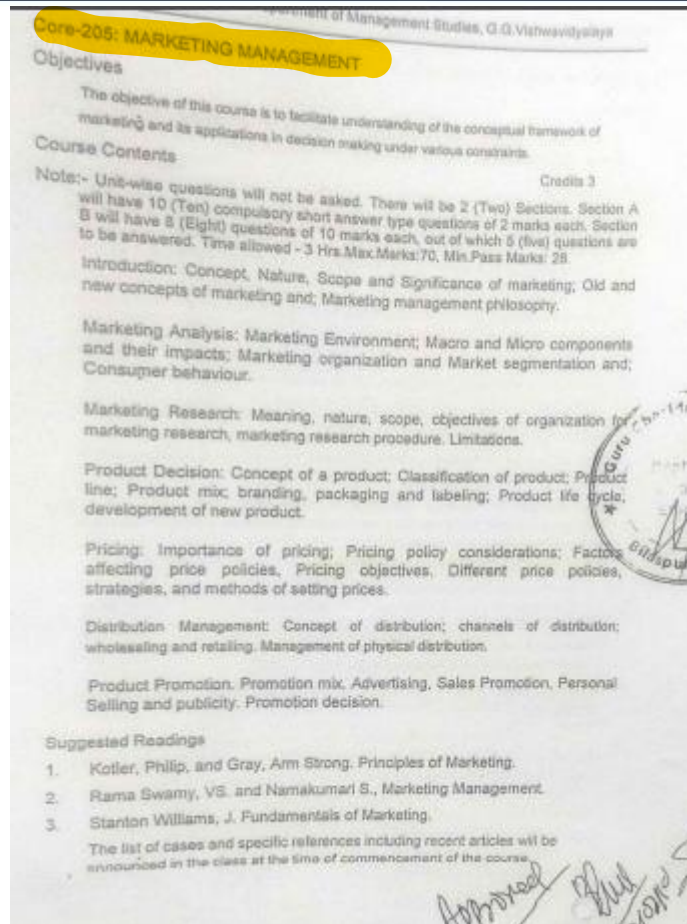 Department of Management Studies, G.G.Vishwavidyalaya
Core-205: MARKETING MANAGEMENT
Objectives
The objective of this course is to facilitate understanding of the conceptual framework of
marketing and its applications in decision making under various constraints.
Course Contents
Credits 3
Note:- Unit-wise questions will not be asked. There will be 2 (Two) Sections. Section A
will have 10 (Ten) compulsory short answer type questions of 2 marks each. Section
B will have 8 (Eight) questions of 10 marks each, out of which 5 (five) questions are
to be answered. Time allowed - 3 Hrs.Max.Marks:70, Min.Pass Marks: 28.
Introduction: Concept, Nature, Scope and Significance of marketing; Old and
new concepts of marketing and; Marketing management philosophy.
Marketing Analysis: Marketing Environment; Macro and Micro components
and their impacts; Marketing organization and Market segmentation and;
Consumer behaviour.
Marketing Research: Meaning, nature, scope, objectives of organization for
marketing research, marketing research procedure. Limitations.
Product Decision: Concept of a product; Classification of product; Product
line; Product mix; branding, packaging and labeling; Product life cycle,
development of new product.
Pricing: Importance of pricing; Pricing policy considerations; Factors
affecting price policies, Pricing objectives. Different price policies,
strategies, and methods of setting prices.
Distribution Management: Concept of distribution; channels of distribution;
wholesaling and retailing. Management of physical distribution.
Product Promotion. Promotion mix. Advertising, Sales Promotion, Personal
Selling and publicity. Promotion decision.
Suggested Readings
1. Kotler, Philip, and Gray, Arm Strong. Principles of Marketing.
2. Rama Swamy, VS. and Namakumari S., Marketing Management.
3. Stanton Williams, J. Fundamentals of Marketing.
The list of cases and specific references including recent articles will be
announced in the class at the time of commencement of the course.
Guru
Approved